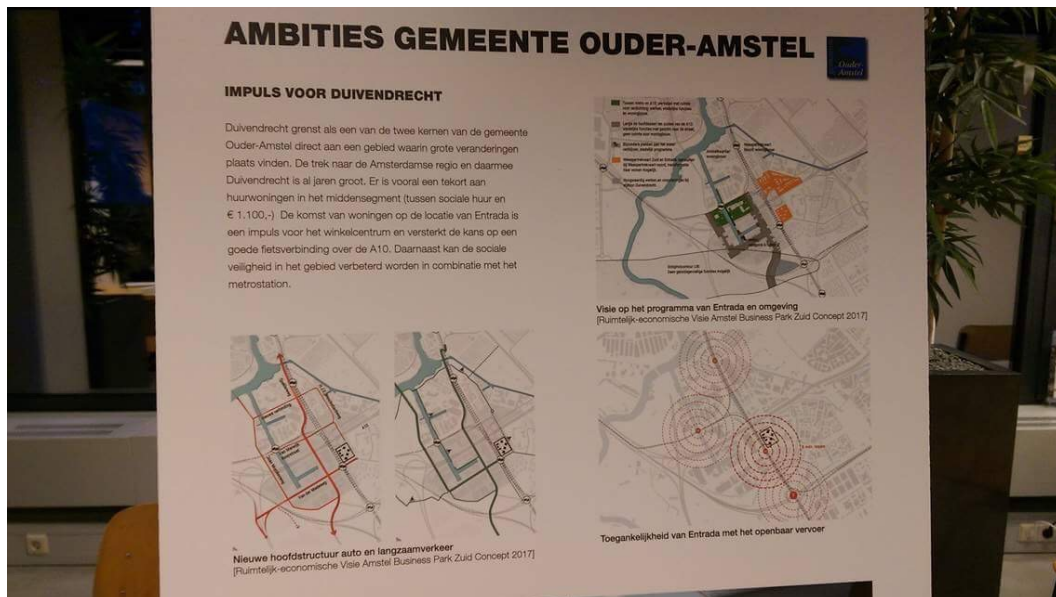 AMBITIES GEMEENTE OUDER-AMSTEL
Ouder
Amstel
IMPULS VOOR DUIVENDRECHT
Duivendrecht grenst als een van de twee kernen van de gemeente
Ouder-Amstel direct aan een gebied waarin grote veranderingen
plaats vinden. De trek naar de Amsterdamse regio en daarmee
Duivendrecht is al jaren groot. Er is vooral een tekort aan
huurwoningen in het middensegment (tussen sociale huur en
€ 1.100,-) De komst van woningen op de locatie van Entrada is
een impuls voor het winkelcentrum en versterkt de kans op een
goede fietsverbinding over de A10. Daarnaast kan de sociale
veiligheid in het gebied verbeterd worden in combinatie met het
metrostation.
Visie op het programma van Entrada en omgeving
[Ruimtelijk-economische Visie Amstel Business Park Zuid Concept 2017]
Nieuwe hoofdstructuur auto en langzaamverkeer
[Ruimtelijk-economische Visie Amstel Business Park Zuid Concept 2017]
Toegankelijkheid van Entrada met het openbaar vervoer